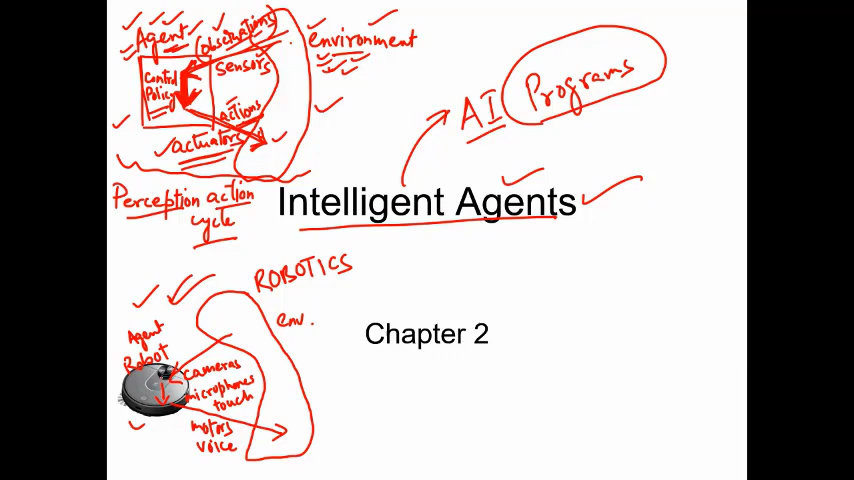 Agent
(observations)
environment
sensors
Control
Policy
actions
actuators
Perception action
cycle
AI Programs
Intelligent Agents
ROBOTICS
env.
Agent
Robot
cameras
microphones
touch
motors
voice
Chapter 2